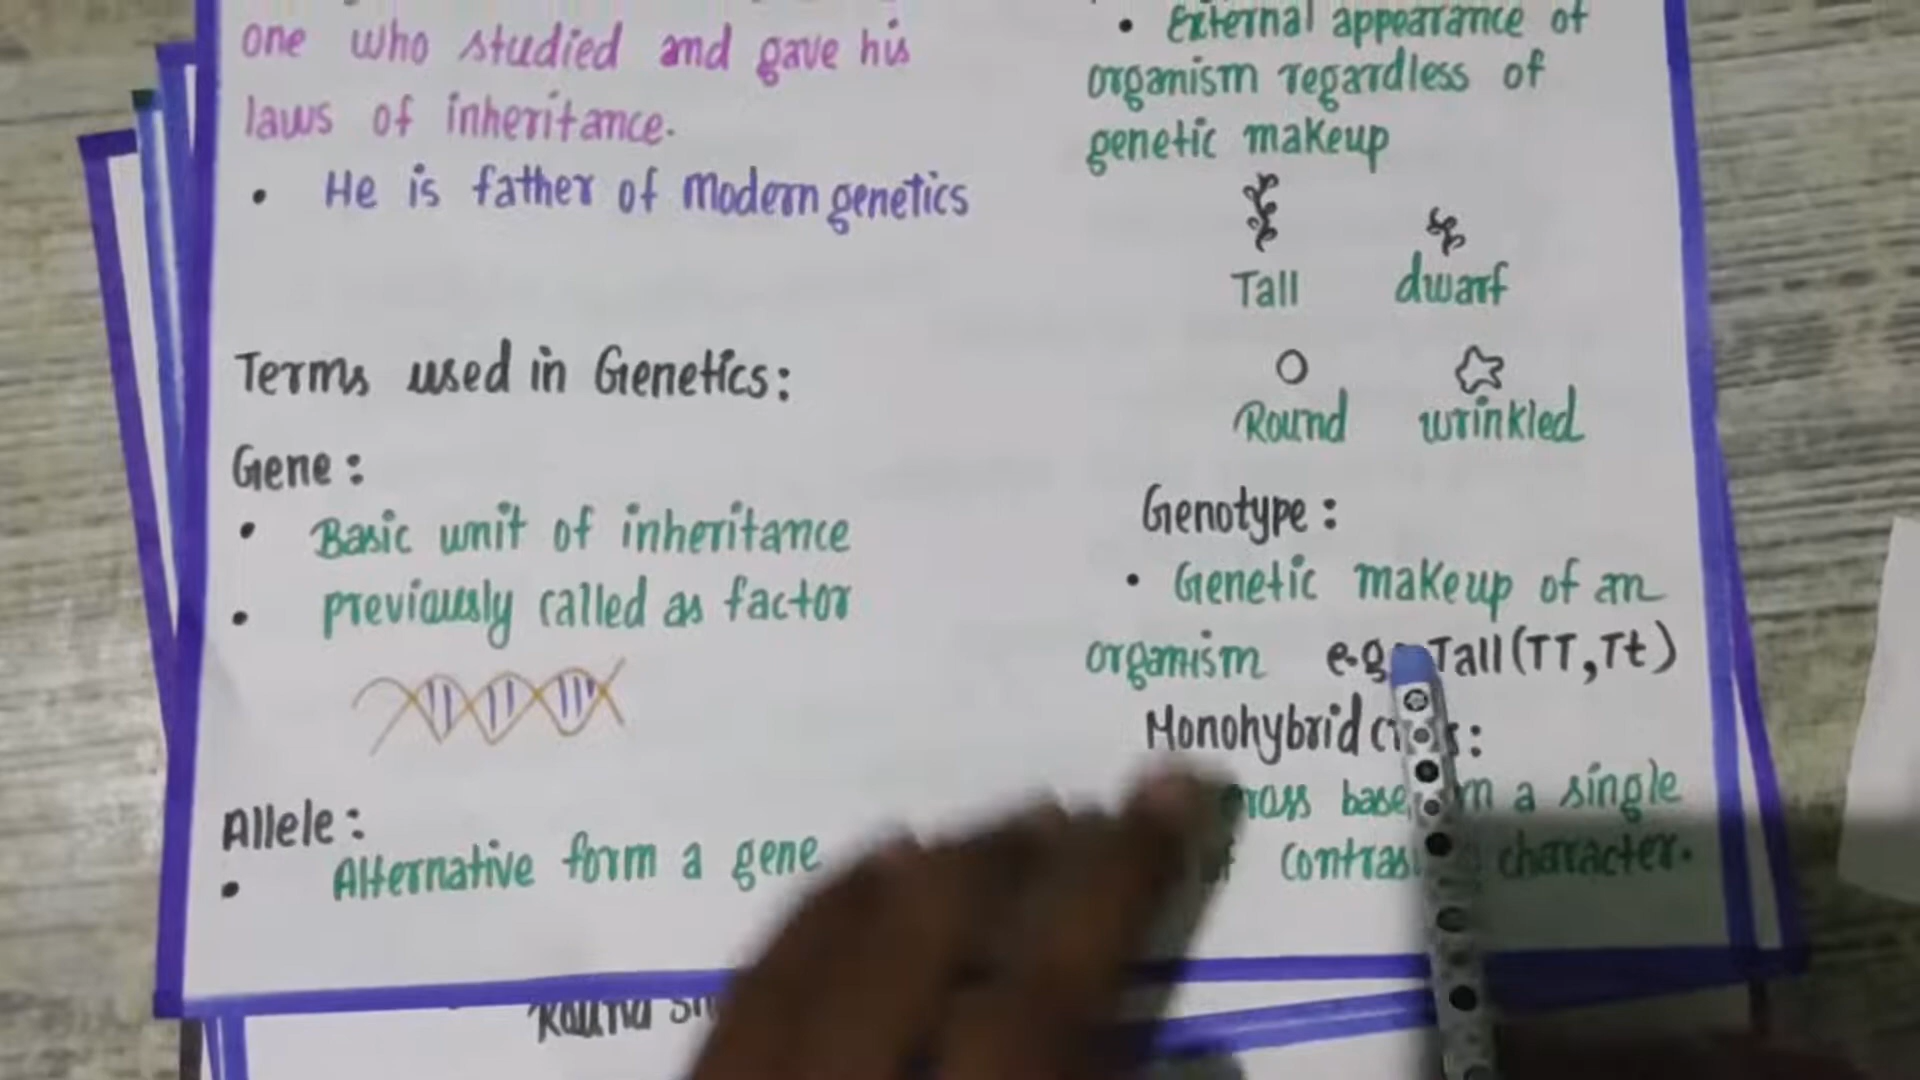 one who studied and gave his
laws of inheritance.
• He is father of Modern genetics
Terms used in Genetics:
Gene:
• Basic unit of inheritance
• previously called as factor
Allele:
• Alternative form a gene
• External appearance of
organism regardless of
genetic makeup
Tall dwarf
Round wrinkled
Genotype:
• Genetic makeup of an
organism e.g. Tall (TT, Tt)
Monohybrid :
a single
character.
Round